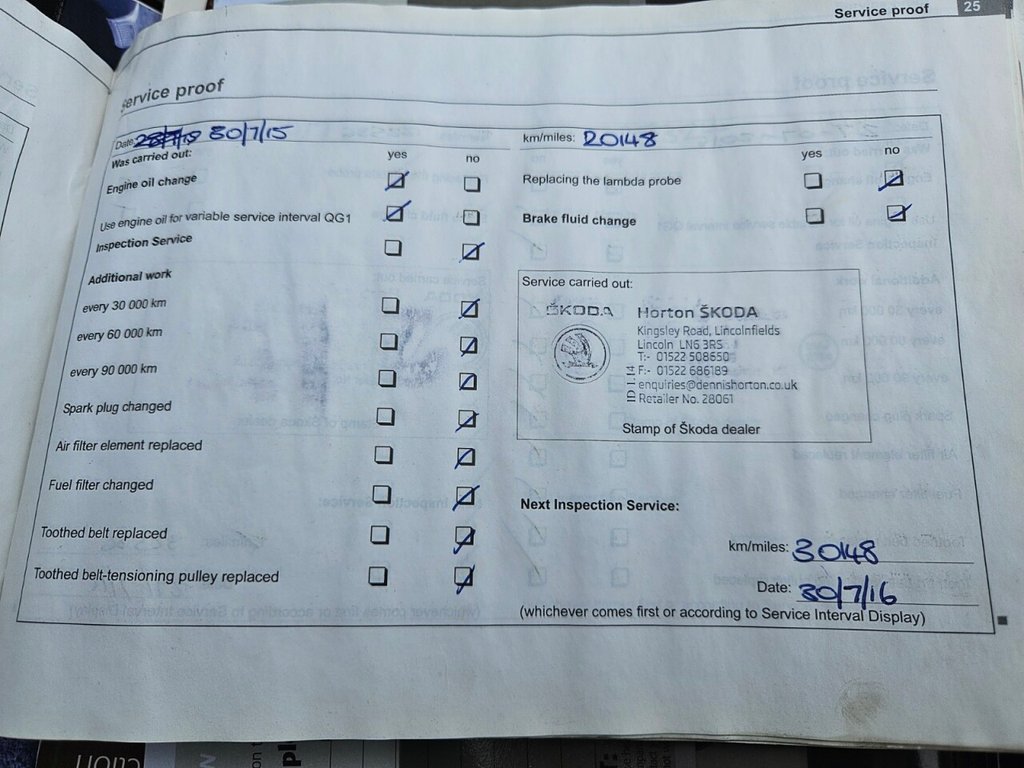 Service proof 25
Service proof
Date: 30/7/15
km/miles: 20148
Was carried out: yes no
yes no
Engine oil change
Replacing the lambda probe
Use engine oil for variable service interval QG1
Brake fluid change
Inspection Service
Additional work
every 30 000 km
every 60 000 km
every 90 000 km
Spark plug changed
Air filter element replaced
Fuel filter changed
Toothed belt replaced
Toothed belt-tensioning pulley replaced
Service carried out:
ŠKODA Horton ŠKODA
Kingsley Road, Lincolnfields
Lincoln LN6 3RS
T:- 01522 508650
F:- 01522 686189
enquiries@dennishorton.co.uk
Retailer No. 28061
Stamp of Škoda dealer
Next Inspection Service:
km/miles: 30148
Date: 30/7/16
(whichever comes first or according to Service Interval Display)